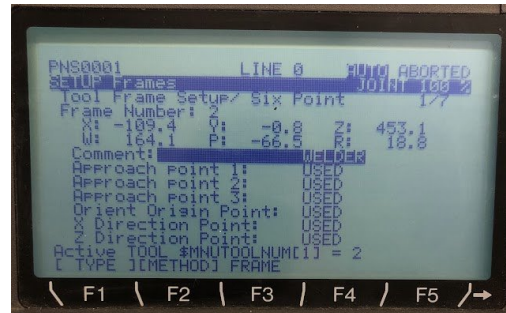 PNS0001 LINE 0 AUTO ABORTED
SETUP Frames JOINT 100 %
Tool Frame Setup/ Six Point 1/7
Frame Number: 2
X: -109.4 Y: -0.8 Z: 453.1
W: 164.1 P: -66.5 R: 18.8
Comment: WELDER
Approach point 1: USED
Approach point 2: USED
Approach point 3: USED
Orient Origin Point: USED
X Direction Point: USED
Z Direction Point: USED
Active TOOL $MNUTOOLNUM[1] = 2
[ TYPE ][METHOD] FRAME
F1 F2 F3 F4 F5 →